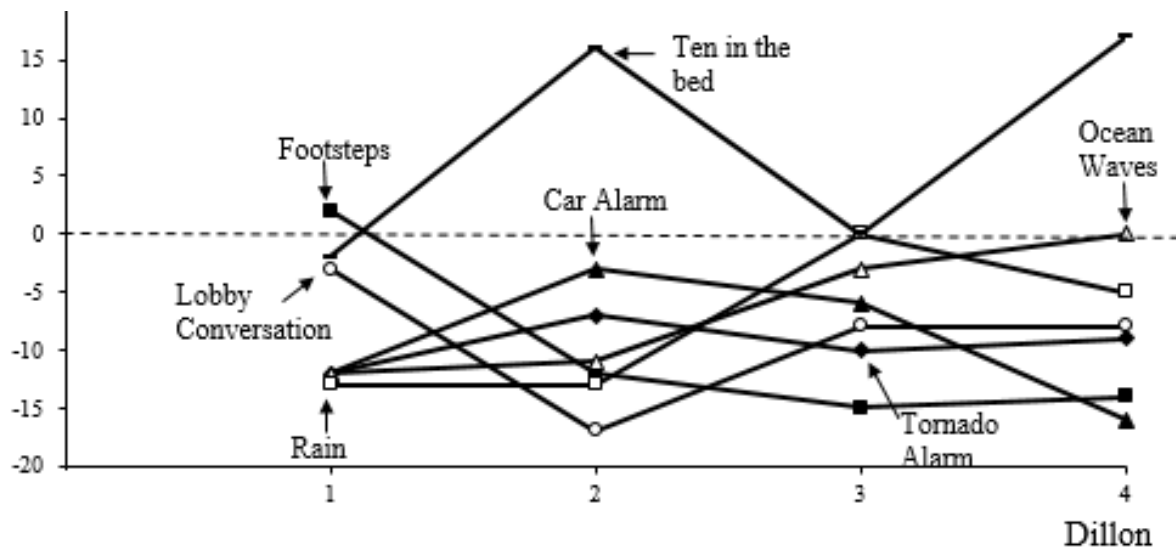 15
10
5
0
-5
-10
-15
-20
Ten in the
bed
Footsteps
Car Alarm
Ocean
Waves
Lobby
Conversation
Rain
Tornado
Alarm
1
2
3
4
Dillon